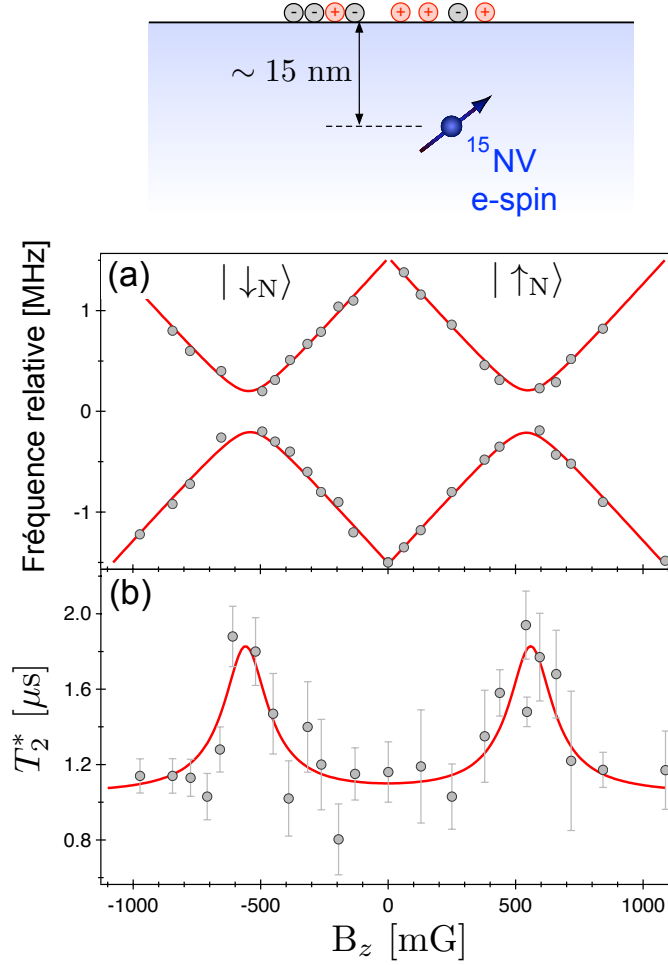 - - + - + + - +
∼ 15 nm
¹⁵NV
e-spin
(a)
| ↓N⟩
| ↑N⟩
Fréquence relative [MHz]
1
0
-1
(b)
T₂* [μs]
2.0
1.6
1.2
0.8
-1000 -500 0 500 1000
Bz [mG]